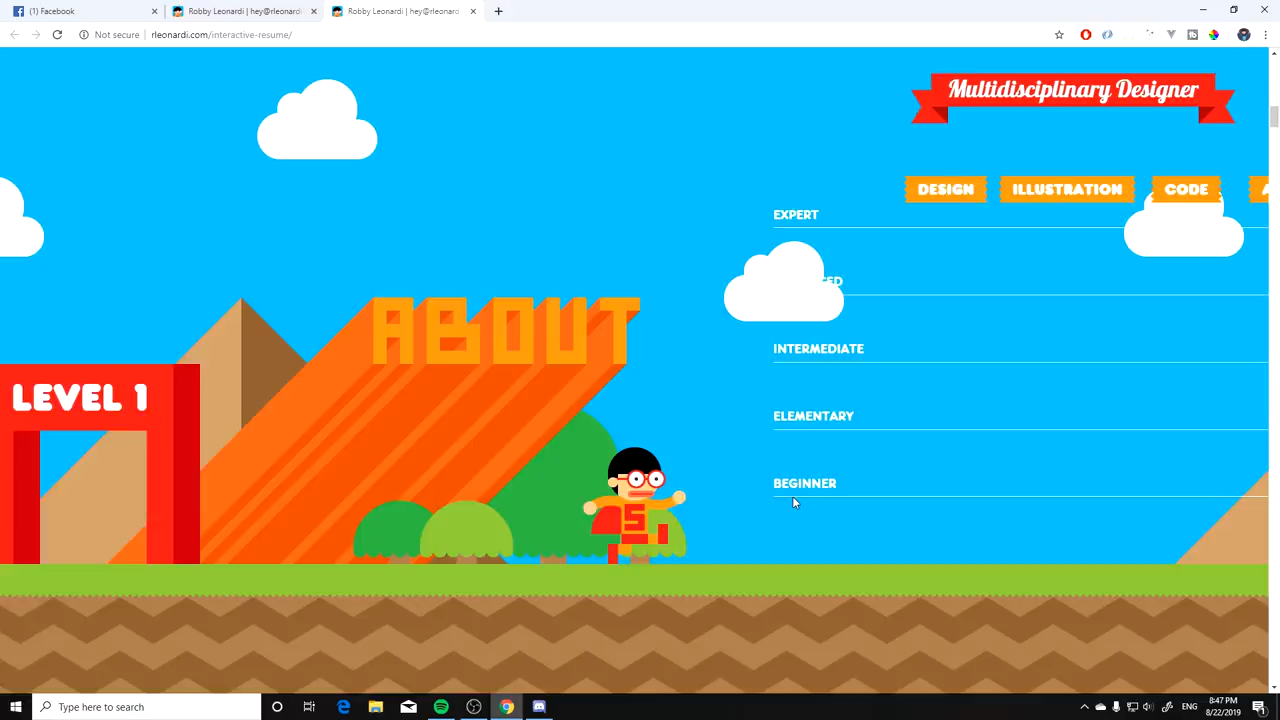 (1) Facebook
Robby Leonardi | hey@rleonardi
Robby Leonardi | hey@rleonard
Not secure
rleonardi.com/interactive-resume/
Multidisciplinary Designer
DESIGN
ILLUSTRATION
CODE
A
EXPERT
INTERMEDIATE
ELEMENTARY
BEGINNER
ABOUT
LEVEL 1
S
Type here to search
ENG
8:47 PM
8/22/2019